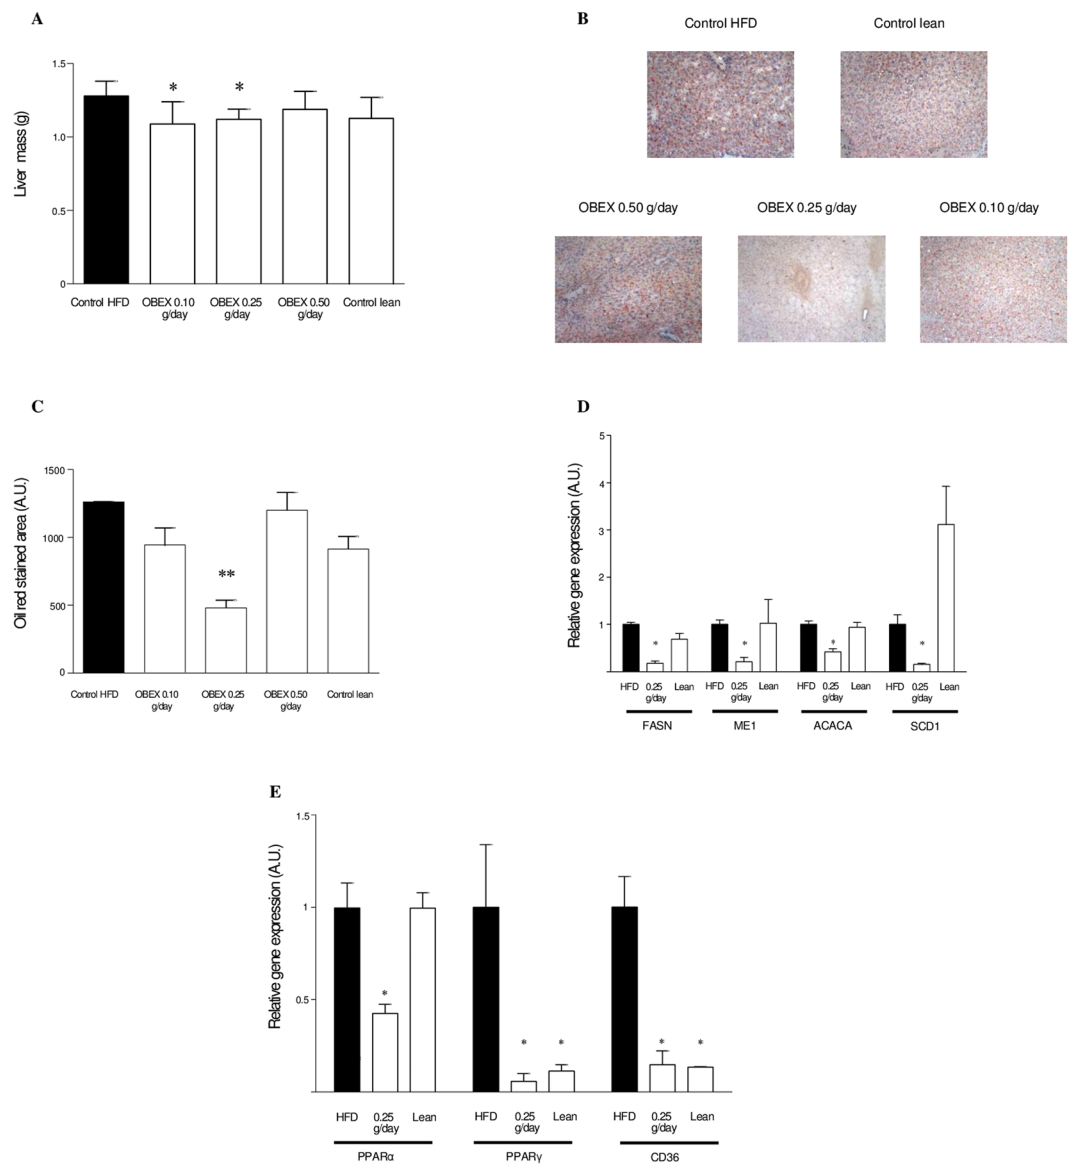 A
1.5
1.0
0.5
0
Liver mass (g)
*
*
Control HFD
OBEX 0.10
g/day
OBEX 0.25
g/day
OBEX 0.50
g/day
Control lean
B
Control HFD
Control lean
OBEX 0.50 g/day
OBEX 0.25 g/day
OBEX 0.10 g/day
C
1500
1000
500
0
Oil red stained area (A.U.)
**
Control HFD
OBEX 0.10
g/day
OBEX 0.25
g/day
OBEX 0.50
g/day
Control lean
D
5
4
3
2
1
Relative gene expression (A.U.)
*
*
*
*
HFD
0.25
g/day
Lean
HFD
0.25
g/day
Lean
HFD
0.25
g/day
Lean
HFD
0.25
g/day
Lean
FASN
ME1
ACACA
SCD1
E
1.5
1
0.5
Relative gene expression (A.U.)
*
*
*
*
*
HFD
0.25
g/day
Lean
HFD
0.25
g/day
Lean
HFD
0.25
g/day
Lean
PPARα
PPARγ
CD36